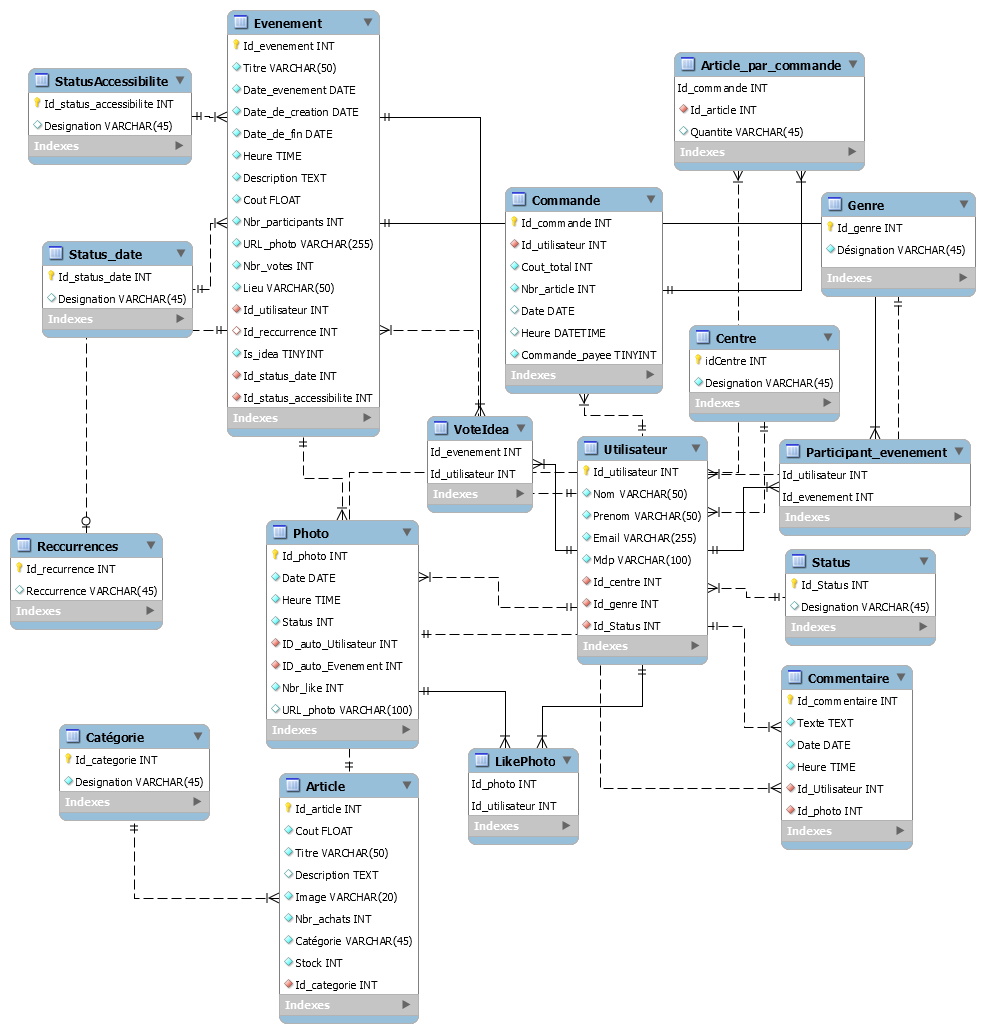 Evenement
Id_evenement INT
Titre VARCHAR(50)
Date_evenement DATE
Date_de_creation DATE
Date_de_fin DATE
Heure TIME
Description TEXT
Cout FLOAT
Nbr_participants INT
URL_photo VARCHAR(255)
Nbr_votes INT
Lieu VARCHAR(50)
Id_utilisateur INT
Id_reccurrence INT
Is_idea TINYINT
Id_status_date INT
Id_status_accessibilite INT
Indexes
StatusAccessibilite
Id_status_accessibilite INT
Designation VARCHAR(45)
Indexes
Article_par_commande
Id_commande INT
Id_article INT
Quantite VARCHAR(45)
Indexes
Commande
Id_commande INT
Id_utilisateur INT
Cout_total INT
Nbr_article INT
Date DATE
Heure DATETIME
Commande_payee TINYINT
Indexes
Genre
Id_genre INT
Désignation VARCHAR(45)
Indexes
Status_date
Id_status_date INT
Designation VARCHAR(45)
Indexes
Centre
idCentre INT
Designation VARCHAR(45)
Indexes
VoteIdea
Id_evenement INT
Id_utilisateur INT
Indexes
Utilisateur
Id_utilisateur INT
Nom VARCHAR(50)
Prenom VARCHAR(50)
Email VARCHAR(255)
Mdp VARCHAR(100)
Id_centre INT
Id_genre INT
Id_Status INT
Indexes
Participant_evenement
Id_utilisateur INT
Id_evenement INT
Indexes
Photo
Id_photo INT
Date DATE
Heure TIME
Status INT
ID_auto_Utilisateur INT
ID_auto_Evenement INT
Nbr_like INT
URL_photo VARCHAR(100)
Indexes
Reccurrences
Id_recurrence INT
Reccurrence VARCHAR(45)
Indexes
Status
Id_Status INT
Designation VARCHAR(45)
Indexes
Commentaire
Id_commentaire INT
Texte TEXT
Date DATE
Heure TIME
Id_Utilisateur INT
Id_photo INT
Indexes
Catégorie
Id_categorie INT
Designation VARCHAR(45)
Indexes
LikePhoto
Id_photo INT
Id_utilisateur INT
Indexes
Article
Id_article INT
Cout FLOAT
Titre VARCHAR(50)
Description TEXT
Image VARCHAR(20)
Nbr_achats INT
Catégorie VARCHAR(45)
Stock INT
Id_categorie INT
Indexes